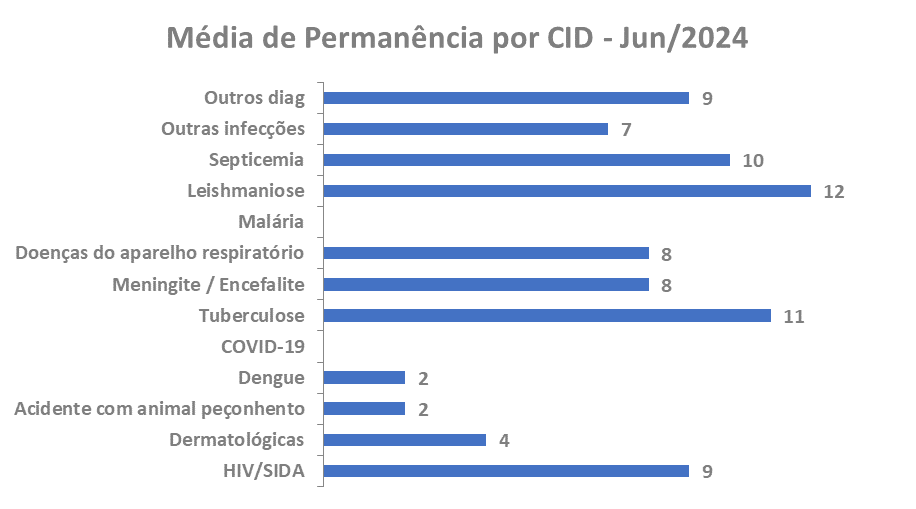 Média de Permanência por CID - Jun/2024
Outros diag 9
Outras infecções 7
Septicemia 10
Leishmaniose 12
Malária
Doenças do aparelho respiratório 8
Meningite / Encefalite 8
Tuberculose 11
COVID-19
Dengue 2
Acidente com animal peçonhento 2
Dermatológicas 4
HIV/SIDA 9